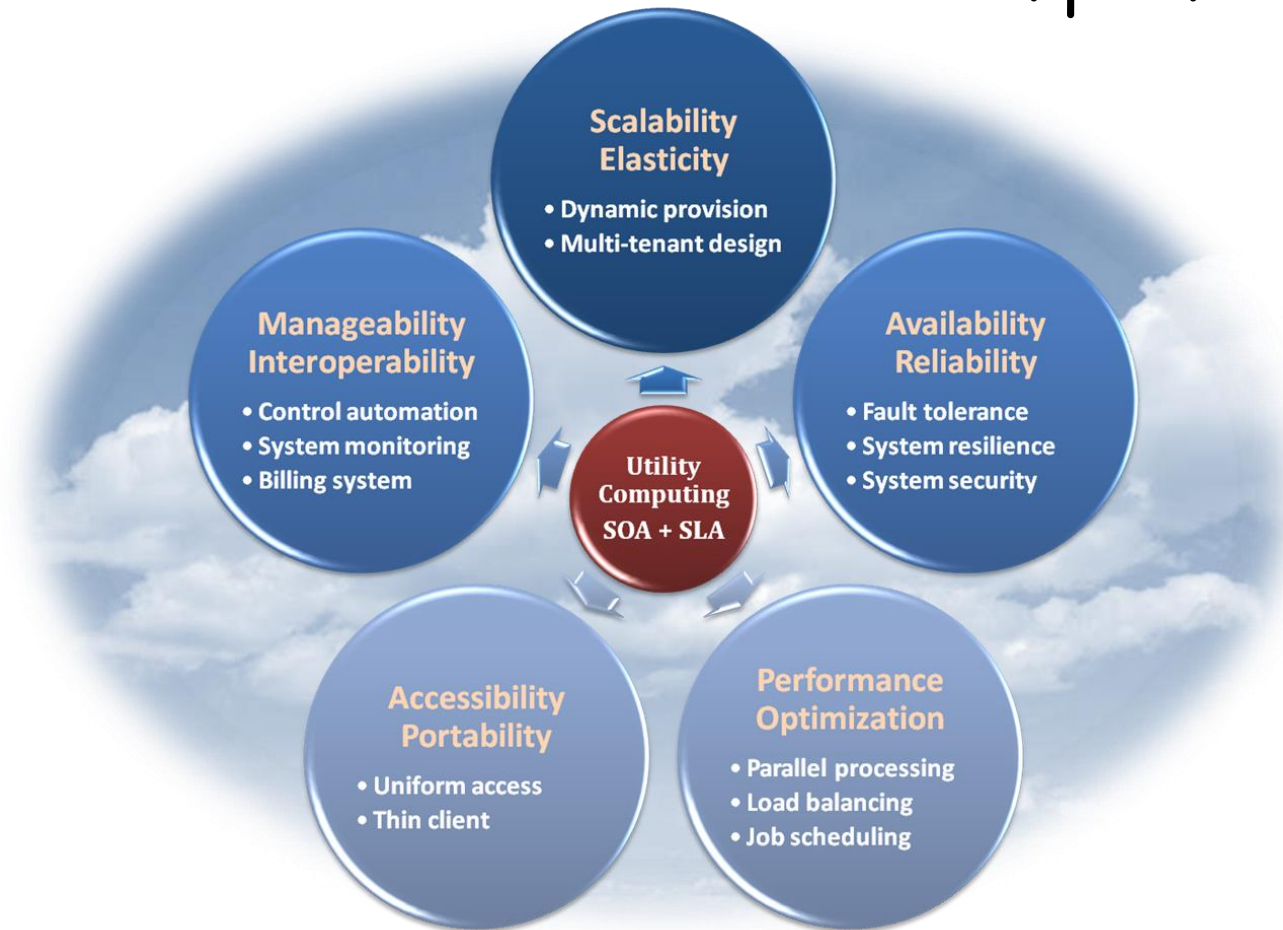 Scalability
Elasticity
• Dynamic provision
• Multi-tenant design
Manageability
Interoperability
• Control automation
• System monitoring
• Billing system
Availability
Reliability
• Fault tolerance
• System resilience
• System security
Utility
Computing
SOA + SLA
Accessibility
Portability
• Uniform access
• Thin client
Performance
Optimization
• Parallel processing
• Load balancing
• Job scheduling